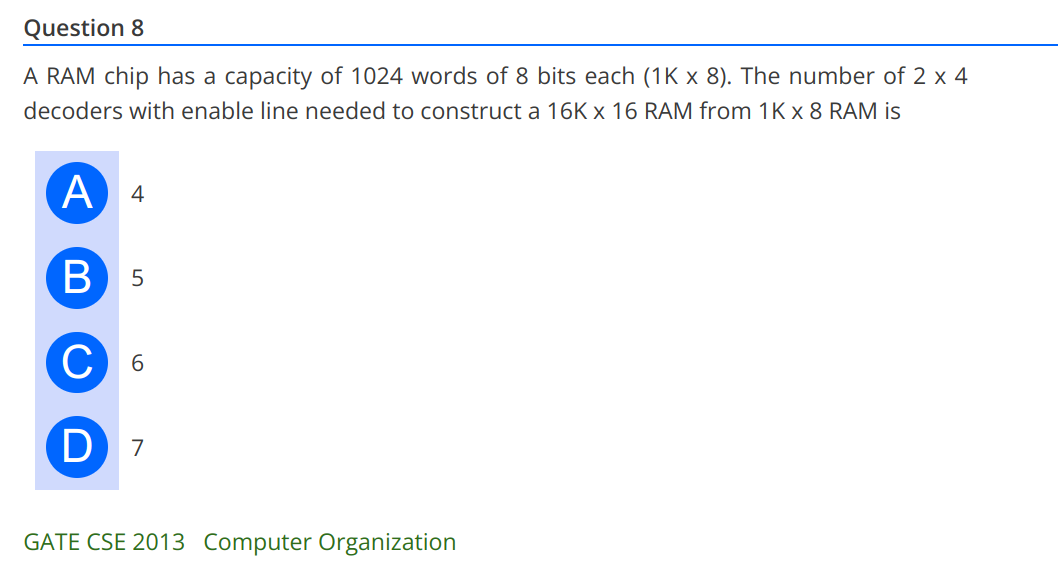 Question 8
A RAM chip has a capacity of 1024 words of 8 bits each (1K x 8). The number of 2 x 4
decoders with enable line needed to construct a 16K x 16 RAM from 1K x 8 RAM is
A 4
B 5
C 6
D 7
GATE CSE 2013 Computer Organization